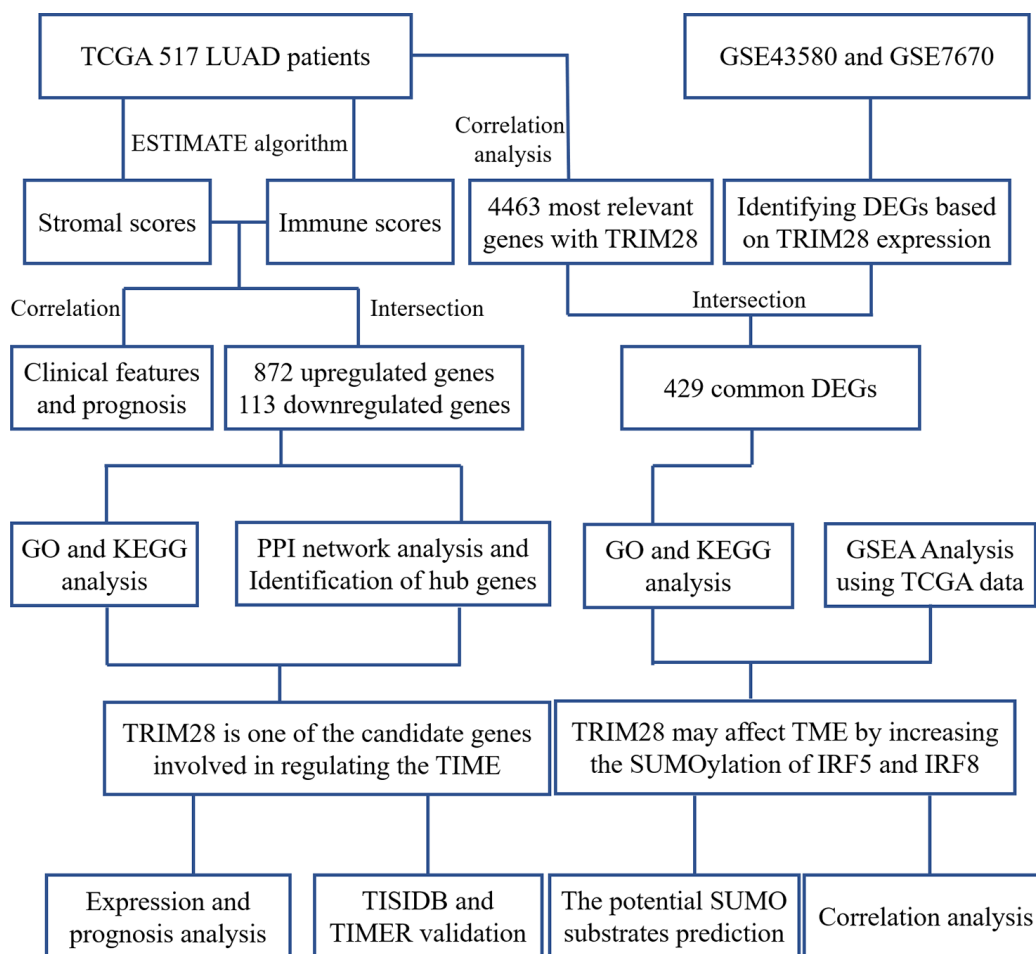 TCGA 517 LUAD patients
GSE43580 and GSE7670
ESTIMATE algorithm
Correlation
analysis
Stromal scores
Immune scores
4463 most relevant
genes with TRIM28
Identifying DEGs based
on TRIM28 expression
Correlation
Intersection
Intersection
Clinical features
and prognosis
872 upregulated genes
113 downregulated genes
429 common DEGs
GO and KEGG
analysis
PPI network analysis and
Identification of hub genes
GO and KEGG
analysis
GSEA Analysis
using TCGA data
TRIM28 is one of the candidate genes
involved in regulating the TIME
TRIM28 may affect TME by increasing
the SUMOylation of IRF5 and IRF8
Expression and
prognosis analysis
TISIDB and
TIMER validation
The potential SUMO
substrates prediction
Correlation analysis